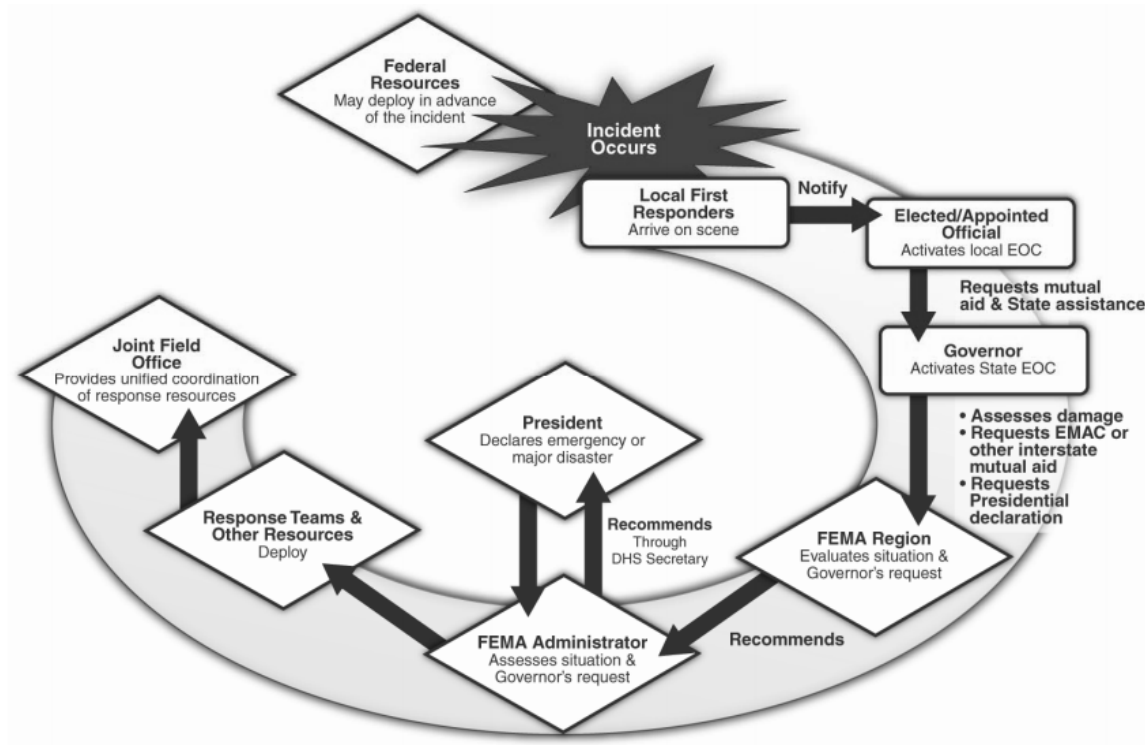 Federal
Resources
May deploy in advance
of the incident
Incident
Occurs
Local First
Responders
Arrive on scene
Notify
Elected/Appointed
Official
Activates local EOC
Requests mutual
aid & State assistance
Governor
Activates State EOC
• Assesses damage
• Requests EMAC or
other interstate
mutual aid
• Requests
Presidential
declaration
FEMA Region
Evaluates situation &
Governor's request
Recommends
FEMA Administrator
Assesses situation &
Governor's request
Recommends
Through
DHS Secretary
President
Declares emergency or
major disaster
Response Teams &
Other Resources
Deploy
Joint Field
Office
Provides unified coordination
of response resources